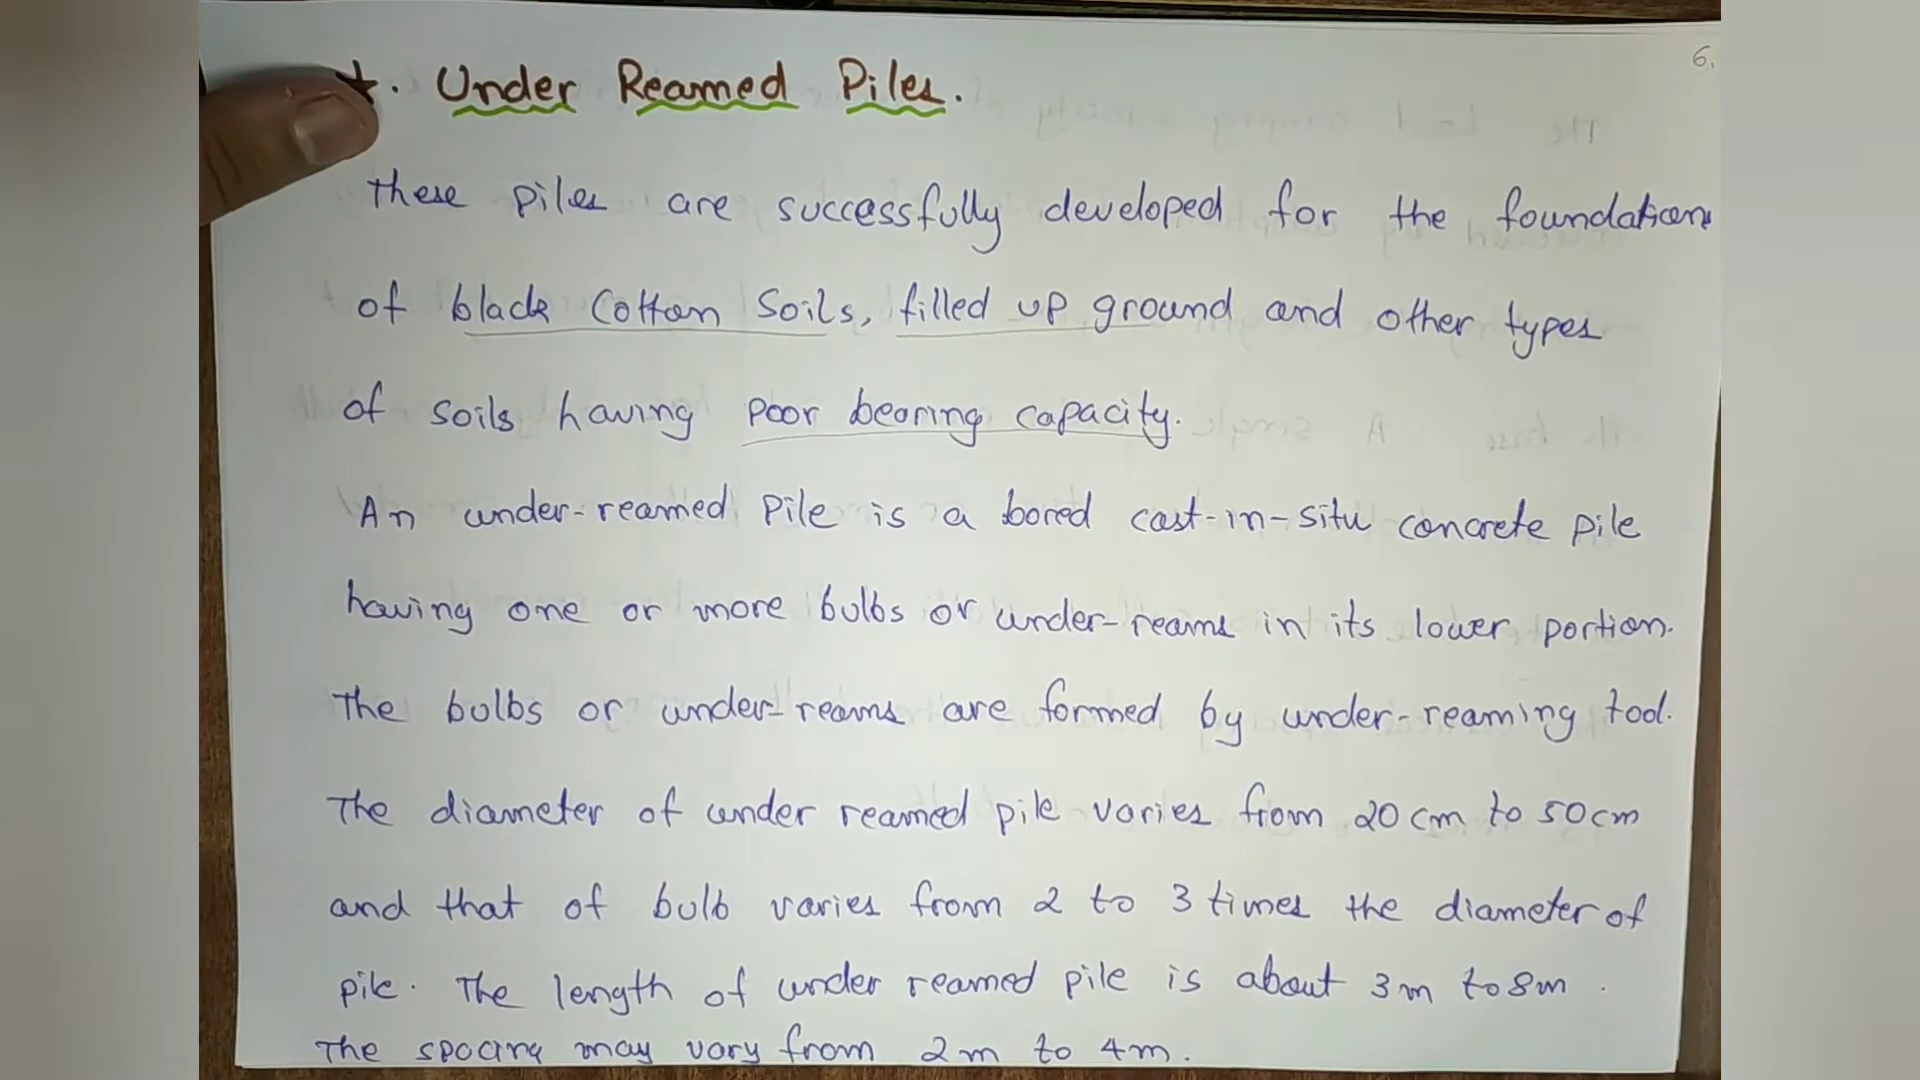 6.
★. Under Reamed Piles.
These piles are successfully developed for the foundations
of black Cotton Soils, filled up ground and other types
of soils having poor bearing capacity.
An under-reamed Pile is a bored cast-in-situ concrete pile
having one or more bulbs or under-reams in its lower portion.
The bulbs or under-reams are formed by under-reaming tool.
The diameter of under reamed pile varies from 20 cm to 50 cm
and that of bulb varies from 2 to 3 times the diameter of
pile. The length of under reamed pile is about 3m to 8m.
The spacing may vary from 2m to 4m.